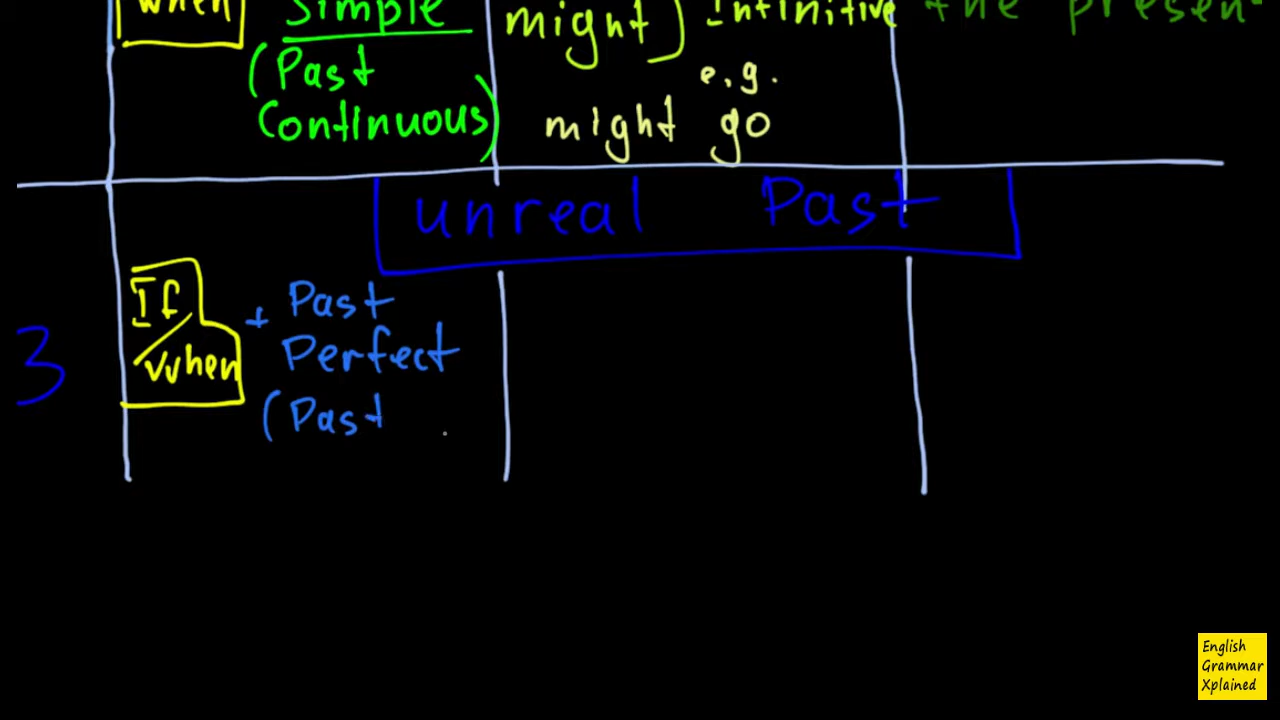 when
Simple
(Past
Continuous)
might) Infinitive
e.g.
might go
the presen
unreal Past
3
If
/when
+ Past
Perfect
(Past
English
Grammar
Xplained